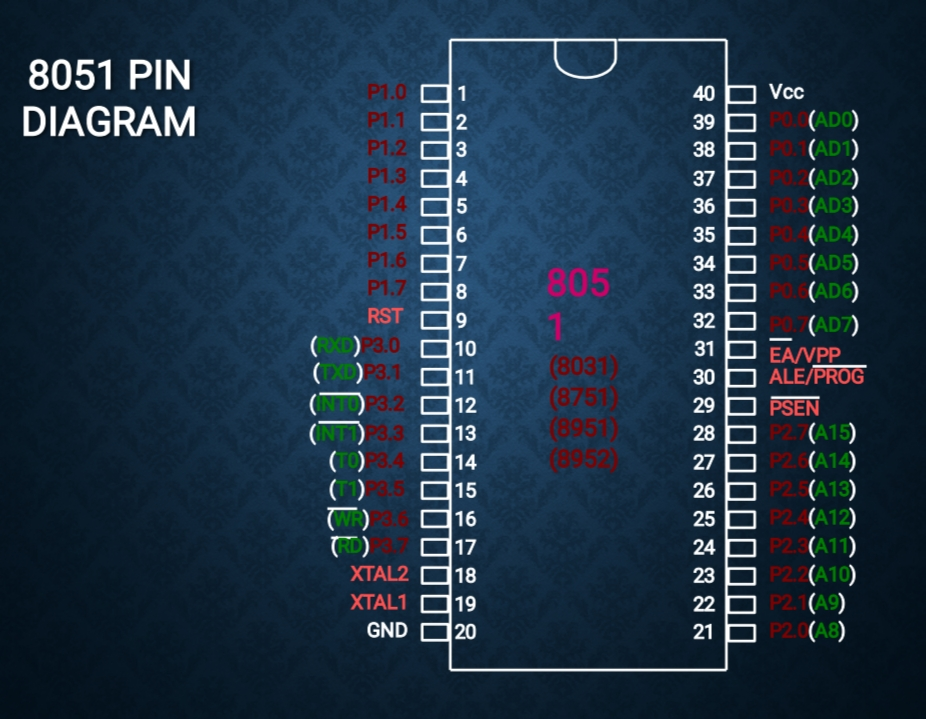 8051 PIN
DIAGRAM
P1.0 1 40 Vcc
P1.1 2 39 P0.0(AD0)
P1.2 3 38 P0.1(AD1)
P1.3 4 37 P0.2(AD2)
P1.4 5 36 P0.3(AD3)
P1.5 6 35 P0.4(AD4)
P1.6 7 34 P0.5(AD5)
P1.7 8 33 P0.6(AD6)
RST 9 32 P0.7(AD7)
(RXD)P3.0 10 31 EA/VPP
(TXD)P3.1 11 30 ALE/PROG
(INT0)P3.2 12 29 PSEN
(INT1)P3.3 13 28 P2.7(A15)
(T0)P3.4 14 27 P2.6(A14)
(T1)P3.5 15 26 P2.5(A13)
(WR)P3.6 16 25 P2.4(A12)
(RD)P3.7 17 24 P2.3(A11)
XTAL2 18 23 P2.2(A10)
XTAL1 19 22 P2.1(A9)
GND 20 21 P2.0(A8)
805
1
(8031)
(8751)
(8951)
(8952)